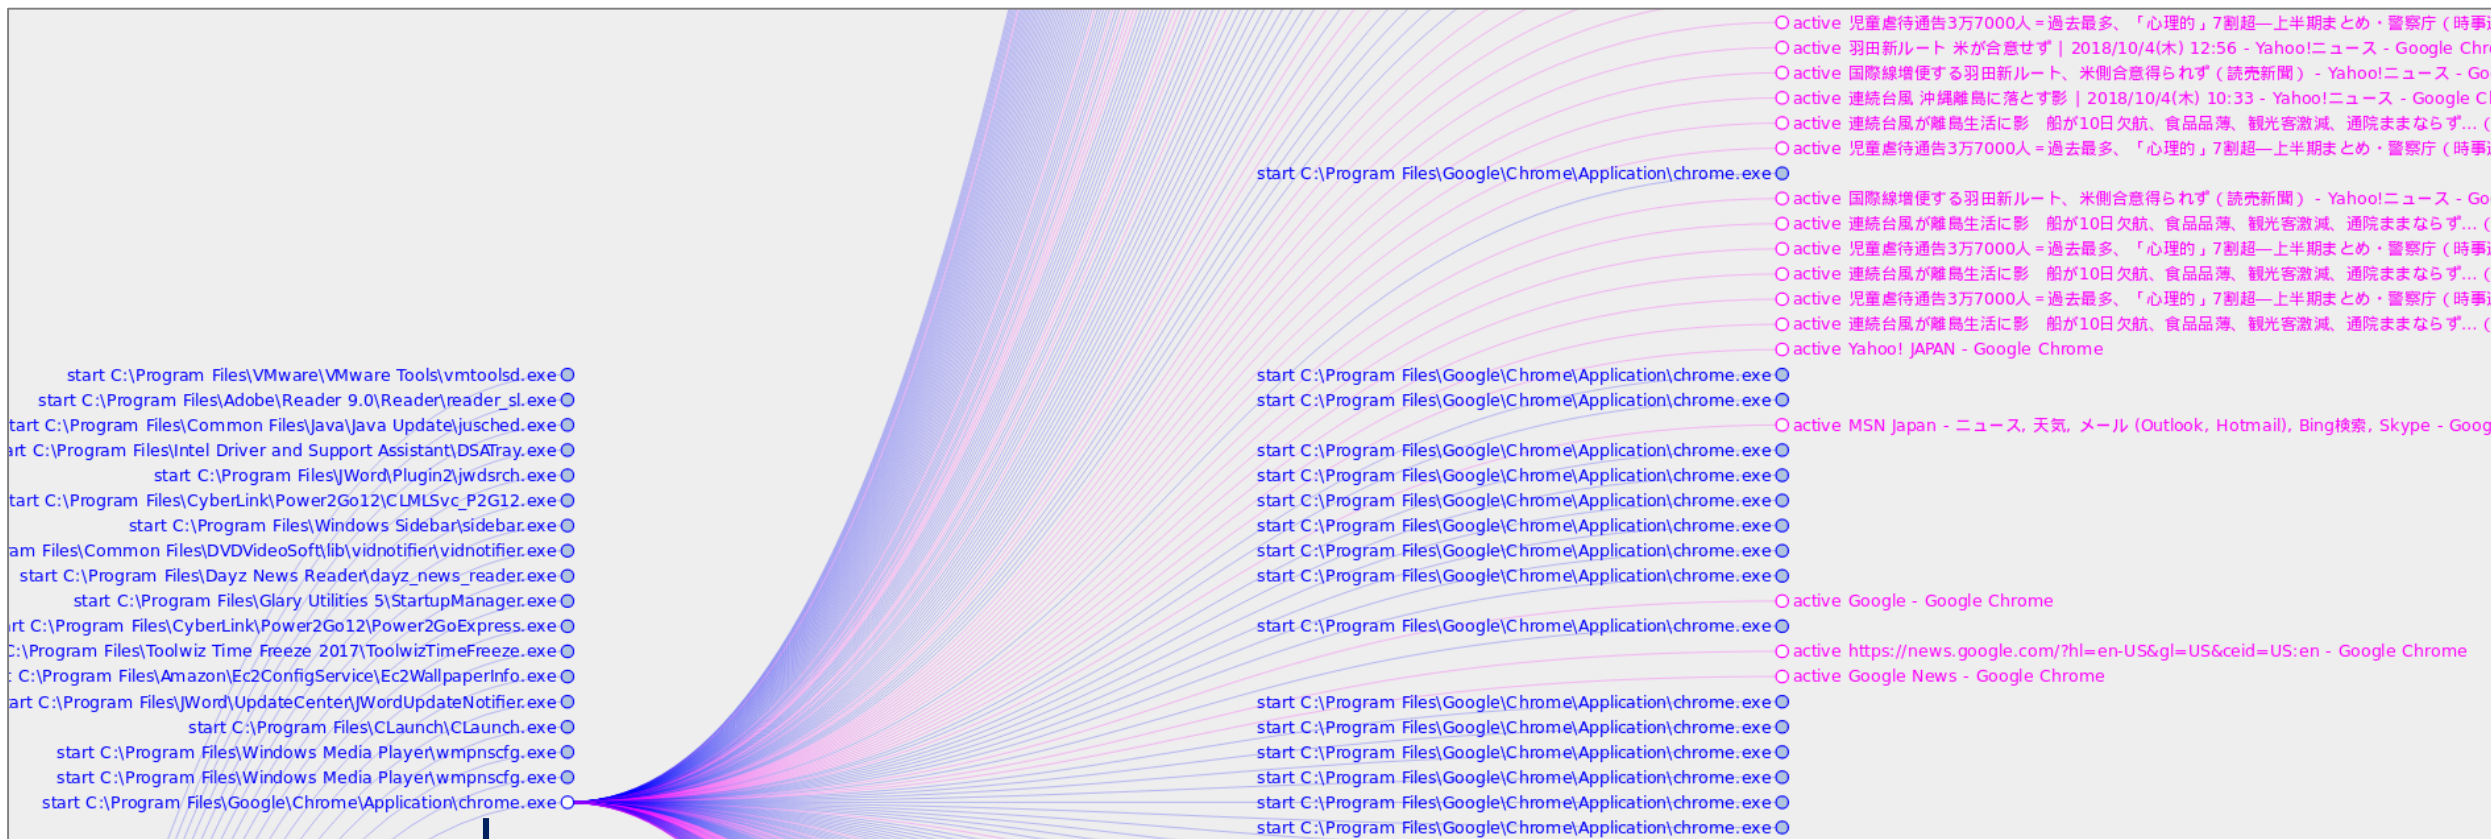 active 児童虐待通告3万7000人＝過去最多、「心理的」7割超―上半期まとめ・警察庁（時事
active 羽田新ルート 米が合意せず | 2018/10/4(木) 12:56 - Yahoo!ニュース - Google Chr
active 国際線増便する羽田新ルート、米側合意得られず（読売新聞） - Yahoo!ニュース - Go
active 連続台風 沖縄離島に落とす影 | 2018/10/4(木) 10:33 - Yahoo!ニュース - Google C
active 連続台風が離島生活に影　船が10日欠航、食品品薄、観光客激減、通院ままならず…（
active 児童虐待通告3万7000人＝過去最多、「心理的」7割超―上半期まとめ・警察庁（時事
start C:\Program Files\Google\Chrome\Application\chrome.exe
active 国際線増便する羽田新ルート、米側合意得られず（読売新聞） - Yahoo!ニュース - Go
active 連続台風が離島生活に影　船が10日欠航、食品品薄、観光客激減、通院ままならず…（
active 児童虐待通告3万7000人＝過去最多、「心理的」7割超―上半期まとめ・警察庁（時事
active 連続台風が離島生活に影　船が10日欠航、食品品薄、観光客激減、通院ままならず…（
active 児童虐待通告3万7000人＝過去最多、「心理的」7割超―上半期まとめ・警察庁（時事
active 連続台風が離島生活に影　船が10日欠航、食品品薄、観光客激減、通院ままならず…（
active Yahoo! JAPAN - Google Chrome
start C:\Program Files\VMware\VMware Tools\vmtoolsd.exe
start C:\Program Files\Google\Chrome\Application\chrome.exe
start C:\Program Files\Adobe\Reader 9.0\Reader\reader_sl.exe
start C:\Program Files\Google\Chrome\Application\chrome.exe
tart C:\Program Files\Common Files\Java\Java Update\jusched.exe
active MSN Japan - ニュース, 天気, メール (Outlook, Hotmail), Bing検索, Skype - Goog
art C:\Program Files\Intel Driver and Support Assistant\DSATray.exe
start C:\Program Files\Google\Chrome\Application\chrome.exe
start C:\Program Files\JWord\Plugin2\jwdsrch.exe
start C:\Program Files\Google\Chrome\Application\chrome.exe
tart C:\Program Files\CyberLink\Power2Go12\CLMLSvc_P2G12.exe
start C:\Program Files\Google\Chrome\Application\chrome.exe
start C:\Program Files\Windows Sidebar\sidebar.exe
start C:\Program Files\Google\Chrome\Application\chrome.exe
am Files\Common Files\DVDVideoSoft\lib\vidnotifier\vidnotifier.exe
start C:\Program Files\Google\Chrome\Application\chrome.exe
start C:\Program Files\Dayz News Reader\dayz_news_reader.exe
start C:\Program Files\Google\Chrome\Application\chrome.exe
start C:\Program Files\Glary Utilities 5\StartupManager.exe
active Google - Google Chrome
rt C:\Program Files\CyberLink\Power2Go12\Power2GoExpress.exe
start C:\Program Files\Google\Chrome\Application\chrome.exe
C:\Program Files\Toolwiz Time Freeze 2017\ToolwizTimeFreeze.exe
active https://news.google.com/?hl=en-US&gl=US&ceid=US:en - Google Chrome
t C:\Program Files\Amazon\Ec2ConfigService\Ec2WallpaperInfo.exe
active Google News - Google Chrome
art C:\Program Files\JWord\UpdateCenter\JWordUpdateNotifier.exe
start C:\Program Files\Google\Chrome\Application\chrome.exe
start C:\Program Files\CLaunch\CLaunch.exe
start C:\Program Files\Google\Chrome\Application\chrome.exe
start C:\Program Files\Windows Media Player\wmpnscfg.exe
start C:\Program Files\Google\Chrome\Application\chrome.exe
start C:\Program Files\Windows Media Player\wmpnscfg.exe
start C:\Program Files\Google\Chrome\Application\chrome.exe
start C:\Program Files\Google\Chrome\Application\chrome.exe
start C:\Program Files\Google\Chrome\Application\chrome.exe
start C:\Program Files\Google\Chrome\Application\chrome.exe